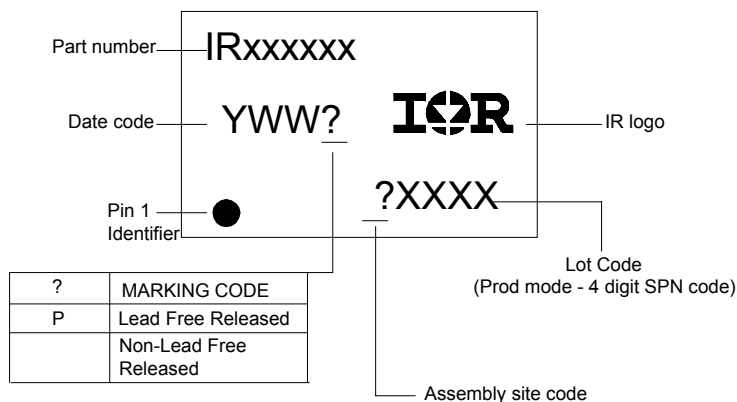 Part number
IRxxxxxx
Date code
YWW?
IOR
IR logo
?XXXX
Pin 1
Identifier
Lot Code
(Prod mode - 4 digit SPN code)
? MARKING CODE
P Lead Free Released
Non-Lead Free
Released
Assembly site code